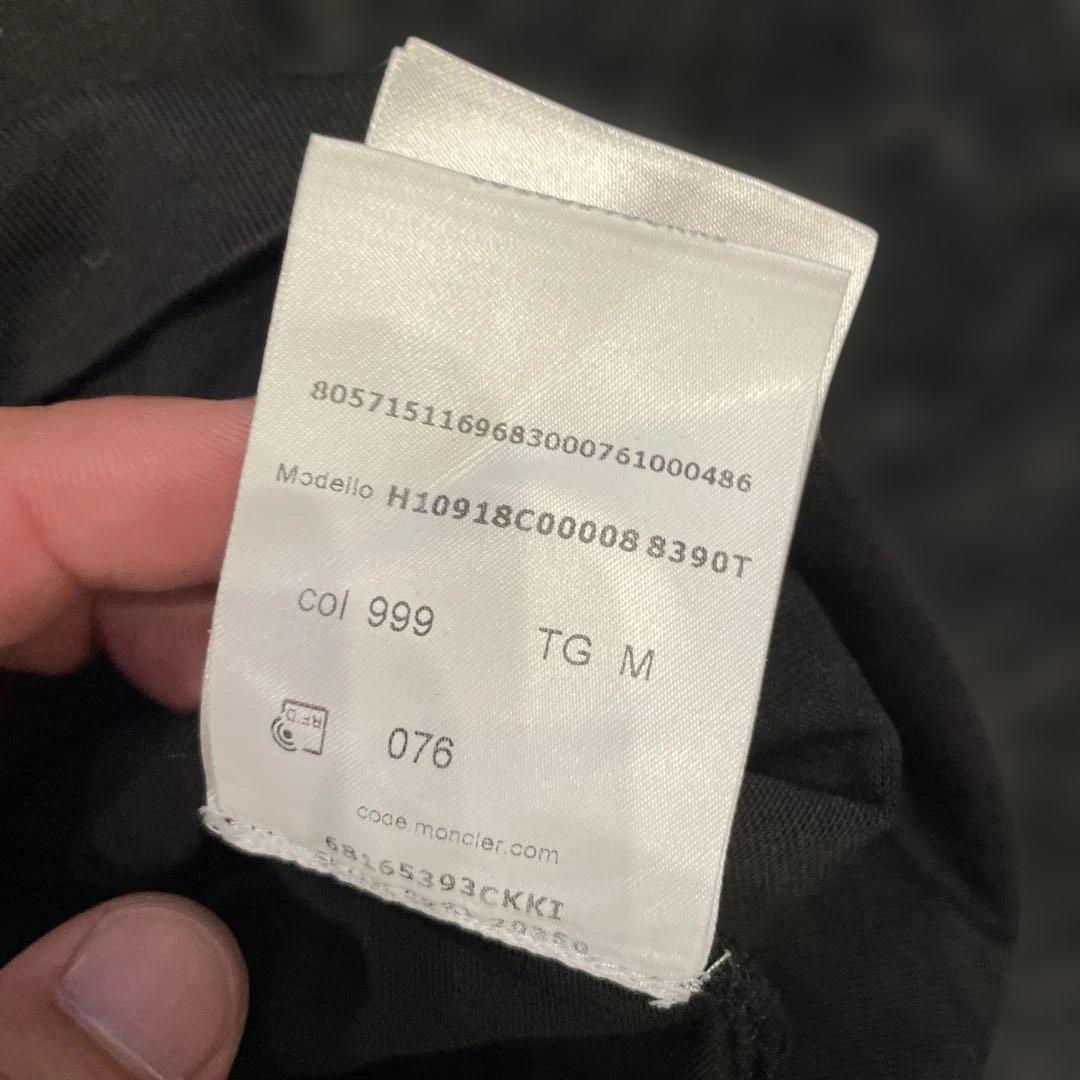 8057151169683000761000486
Modello H10918C00008 8390T
col 999 TG M
RFID
076
code.moncler.com
68165393CKKI